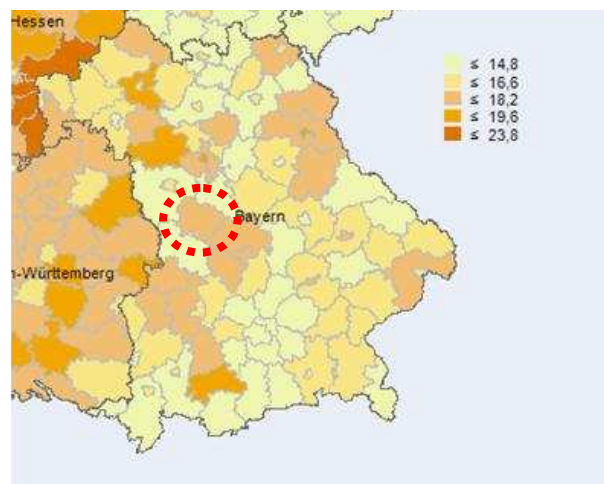 Hessen
≤ 14,8
≤ 16,6
≤ 18,2
≤ 19,6
≤ 23,8
Bayern
n-Württemberg